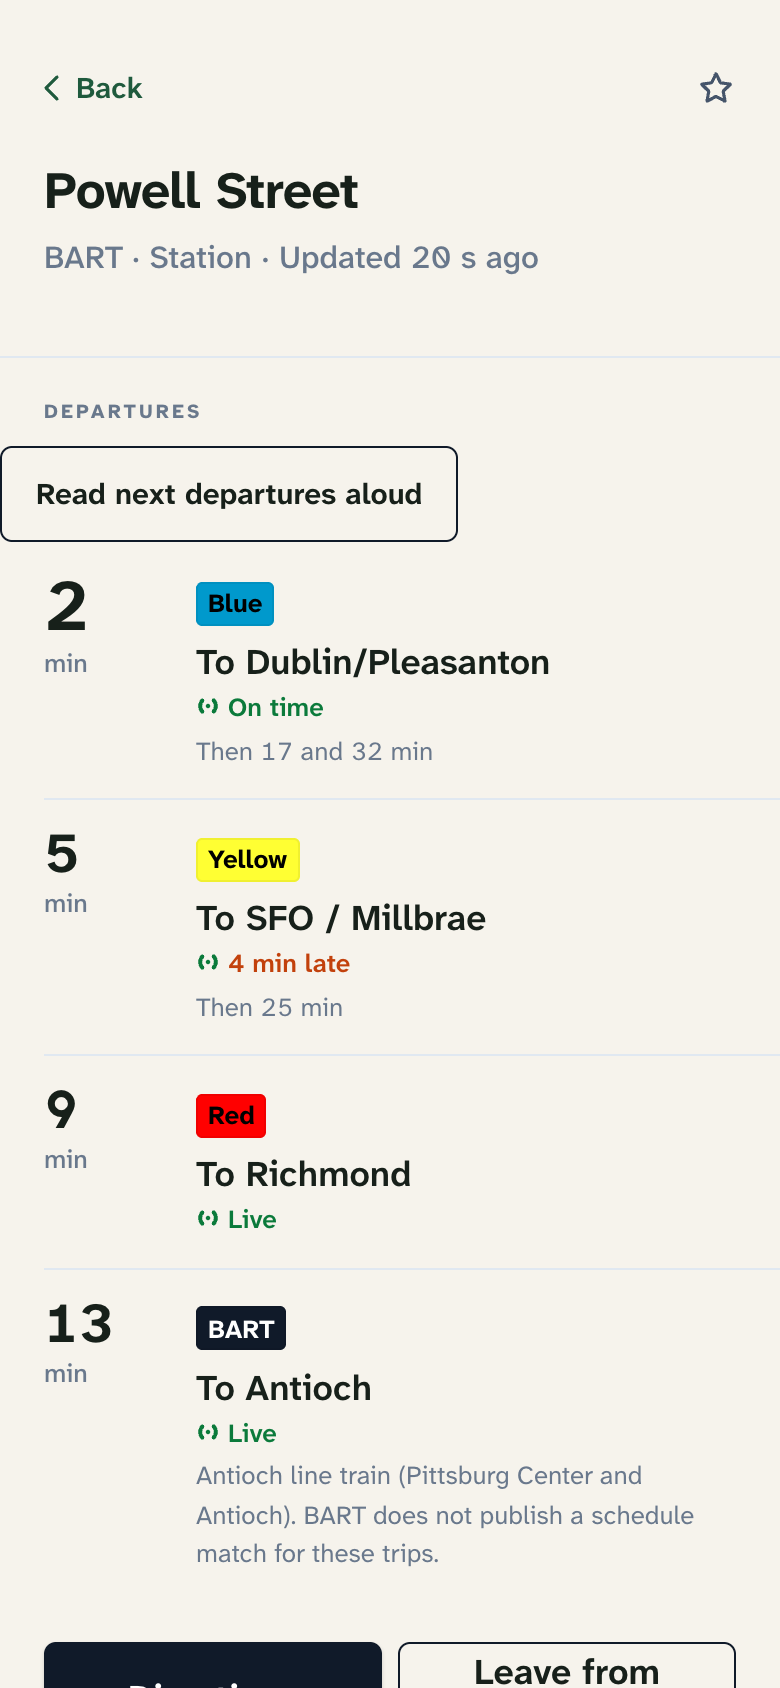 Back
Powell Street
BART · Station · Updated 20 s ago
DEPARTURES
Read next departures aloud
2
min
Blue
To Dublin/Pleasanton
On time
Then 17 and 32 min
5
min
Yellow
To SFO / Millbrae
4 min late
Then 25 min
9
min
Red
To Richmond
Live
13
min
BART
To Antioch
Live
Antioch line train (Pittsburg Center and
Antioch). BART does not publish a schedule
match for these trips.
Leave from